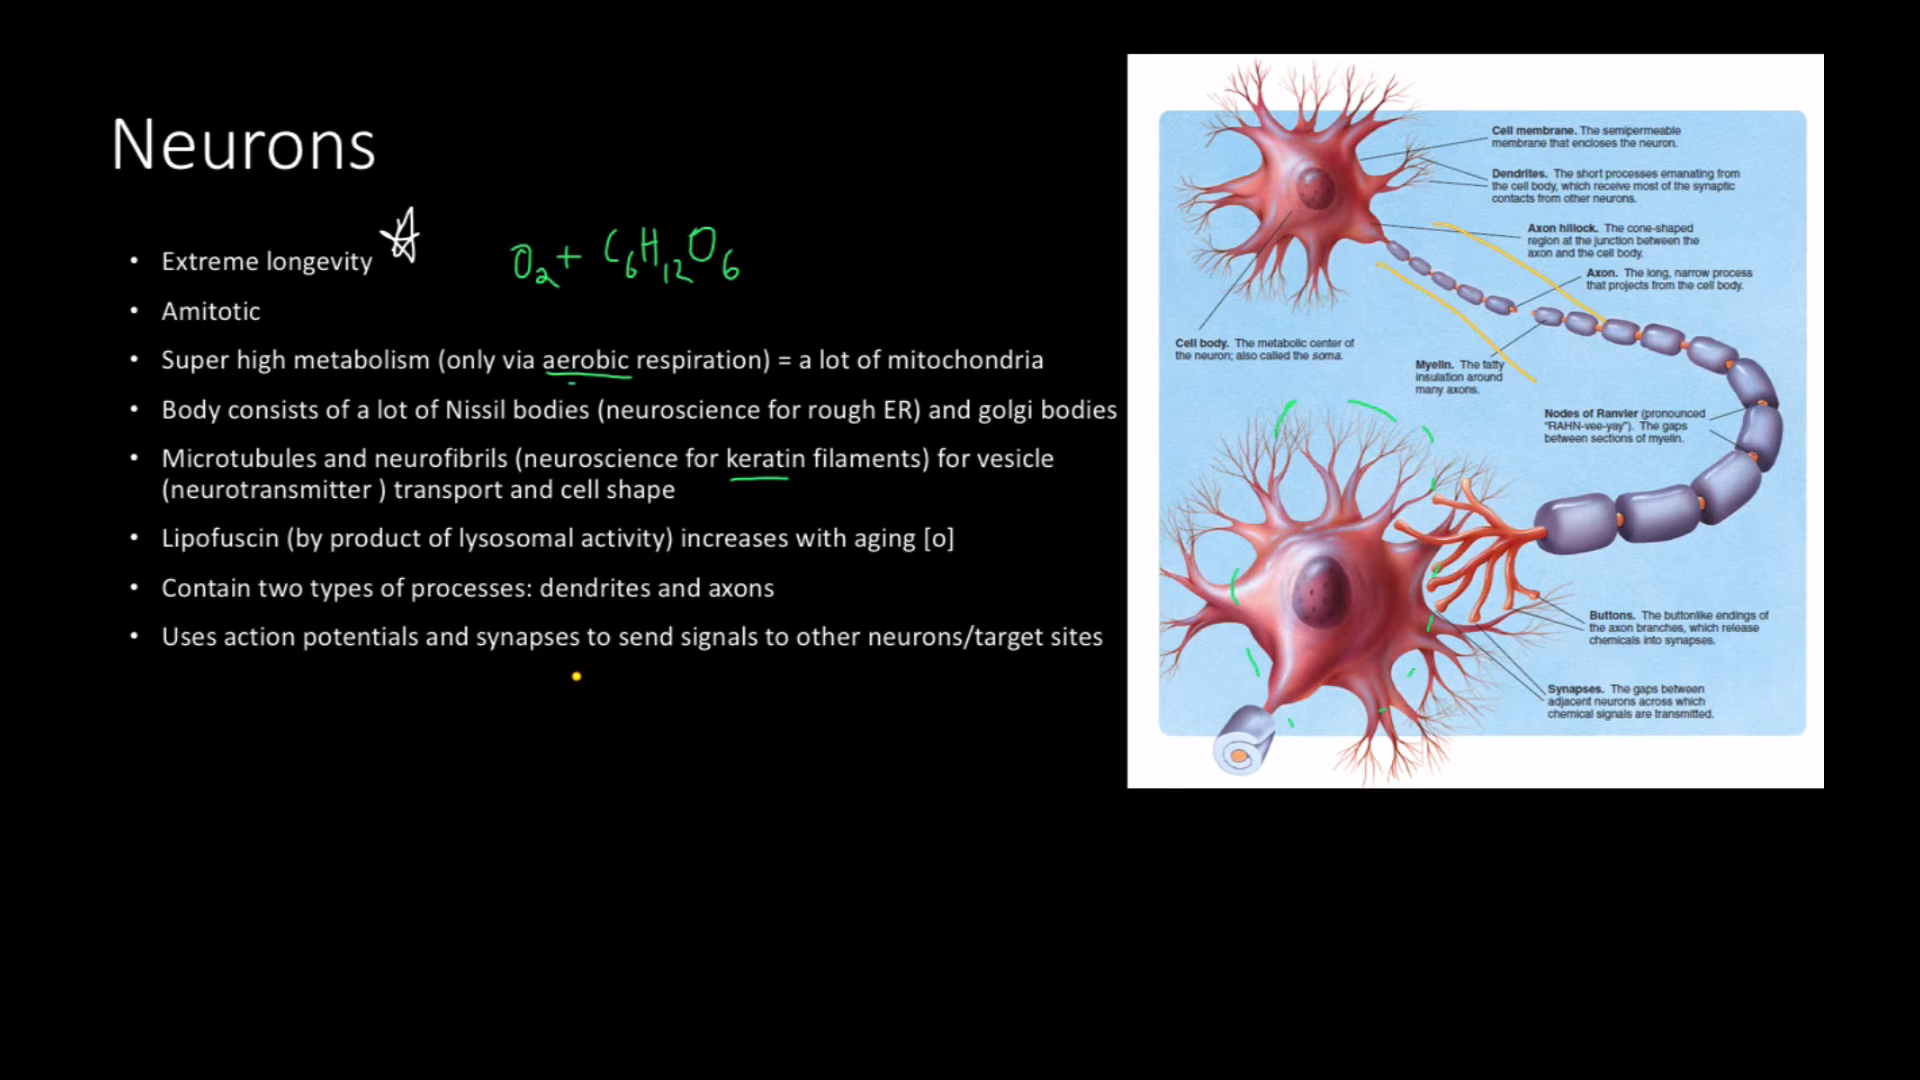 Neurons
• Extreme longevity
O2 + C6H12O6
• Amitotic
• Super high metabolism (only via aerobic respiration) = a lot of mitochondria
• Body consists of a lot of Nissil bodies (neuroscience for rough ER) and golgi bodies
• Microtubules and neurofibrils (neuroscience for keratin filaments) for vesicle
(neurotransmitter ) transport and cell shape
• Lipofuscin (by product of lysosomal activity) increases with aging [o]
• Contain two types of processes: dendrites and axons
• Uses action potentials and synapses to send signals to other neurons/target sites
Cell membrane. The semipermeable
membrane that encloses the neuron.
Dendrites. The short processes emanating from
the cell body, which receive most of the synaptic
contacts from other neurons.
Axon hillock. The cone-shaped
region at the junction between the
axon and the cell body.
Axon. The long, narrow process
that projects from the cell body.
Cell body. The metabolic center of
the neuron; also called the soma.
Myelin. The fatty
insulation around
many axons.
Nodes of Ranvier (pronounced
“RAHN-vee-yay”). The gaps
between sections of myelin.
Buttons. The buttonlike endings of
the axon branches, which release
chemicals into synapses.
Synapses. The gaps between
adjacent neurons across which
chemical signals are transmitted.